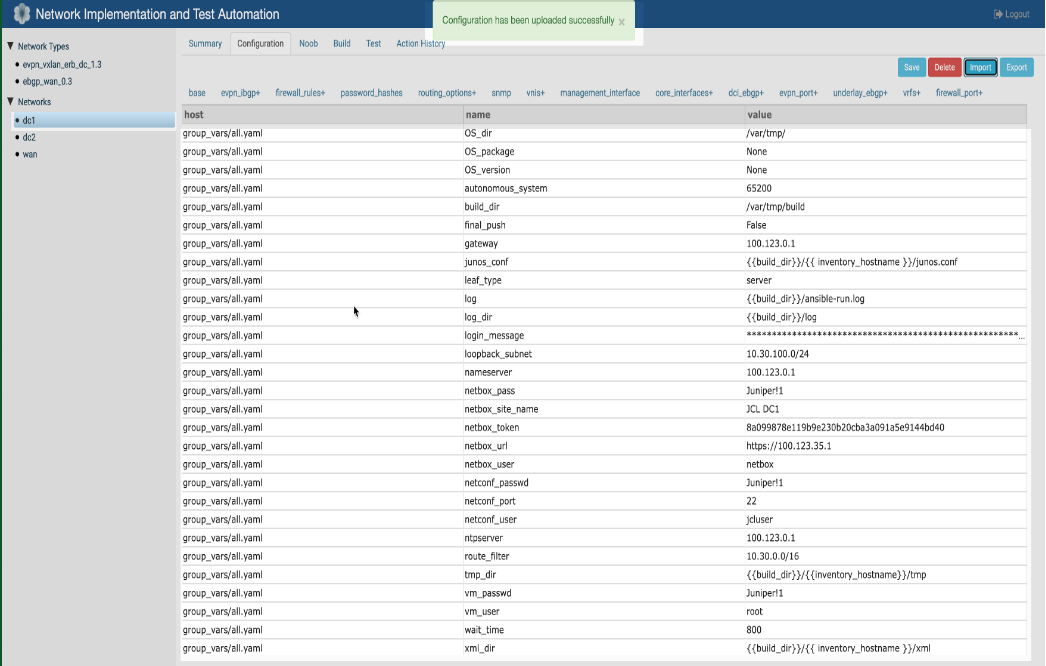 Network Implementation and Test Automation
Configuration has been uploaded successfully ×
Logout
Network Types
evpn_vxlan_erb_dc_1.3
ebgp_wan_0.3
Networks
dc1
dc2
wan
Summary Configuration Noob Build Test Action History
Save Delete Import Export
base evpn_ibgp+ firewall_rules+ password_hashes routing_options+ snmp vnis+ management_interface core_interfaces+ dci_ebgp+ evpn_port+ underlay_ebgp+ vrfs+ firewall_port+
host name value
group_vars/all.yaml OS_dir /var/tmp/
group_vars/all.yaml OS_package None
group_vars/all.yaml OS_version None
group_vars/all.yaml autonomous_system 65200
group_vars/all.yaml build_dir /var/tmp/build
group_vars/all.yaml final_push False
group_vars/all.yaml gateway 100.123.0.1
group_vars/all.yaml junos_conf {{build_dir}}/{{ inventory_hostname }}/junos.conf
group_vars/all.yaml leaf_type server
group_vars/all.yaml log {{build_dir}}/ansible-run.log
group_vars/all.yaml log_dir {{build_dir}}/log
group_vars/all.yaml login_message ******************************************************...
group_vars/all.yaml loopback_subnet 10.30.100.0/24
group_vars/all.yaml nameserver 100.123.0.1
group_vars/all.yaml netbox_pass Juniper!1
group_vars/all.yaml netbox_site_name JCL DC1
group_vars/all.yaml netbox_token 8a099878e119b9e230b20cba3a091a5e9144bd40
group_vars/all.yaml netbox_url https://100.123.35.1
group_vars/all.yaml netbox_user netbox
group_vars/all.yaml netconf_passwd Juniper!1
group_vars/all.yaml netconf_port 22
group_vars/all.yaml netconf_user jcluser
group_vars/all.yaml ntpserver 100.123.0.1
group_vars/all.yaml route_filter 10.30.0.0/16
group_vars/all.yaml tmp_dir {{build_dir}}/{{inventory_hostname}}/tmp
group_vars/all.yaml vm_passwd Juniper!1
group_vars/all.yaml vm_user root
group_vars/all.yaml wait_time 800
group_vars/all.yaml xml_dir {{build_dir}}/{{ inventory_hostname }}/xml